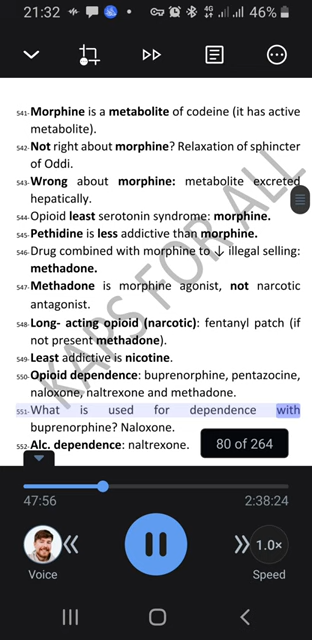 21:32
4G
46%
541- Morphine is a metabolite of codeine (it has active
metabolite).
542- Not right about morphine? Relaxation of sphincter
of Oddi.
543- Wrong about morphine: metabolite excreted
hepatically.
544- Opioid least serotonin syndrome: morphine.
545- Pethidine is less addictive than morphine.
546- Drug combined with morphine to ↓ illegal selling:
methadone.
547- Methadone is morphine agonist, not narcotic
antagonist.
548- Long- acting opioid (narcotic): fentanyl patch (if
not present methadone).
549- Least addictive is nicotine.
550- Opioid dependence: buprenorphine, pentazocine,
naloxone, naltrexone and methadone.
551- What is used for dependence with
buprenorphine? Naloxone.
552- Alc. dependence: naltrexone.
KAPS FOR ALL
80 of 264
47:56
2:38:24
1.0×
Voice
Speed